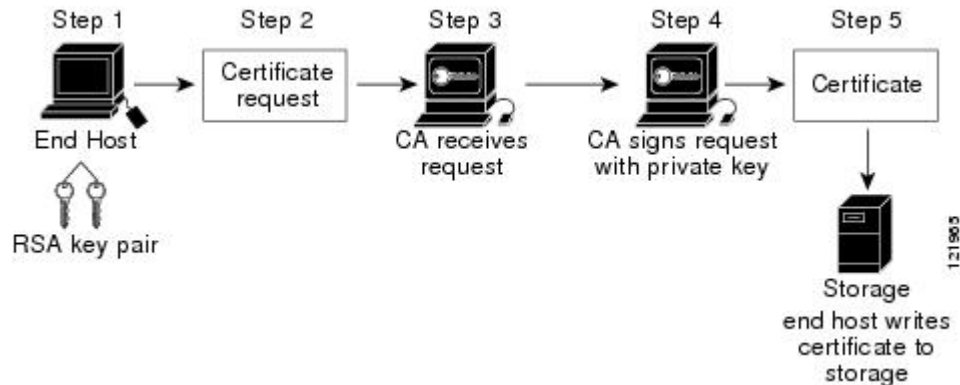 Step 1
Step 2
Step 3
Step 4
Step 5
Certificate
request
Certificate
End Host
CA receives
request
CA signs request
with private key
RSA key pair
Storage
end host writes
certificate to
storage
121965